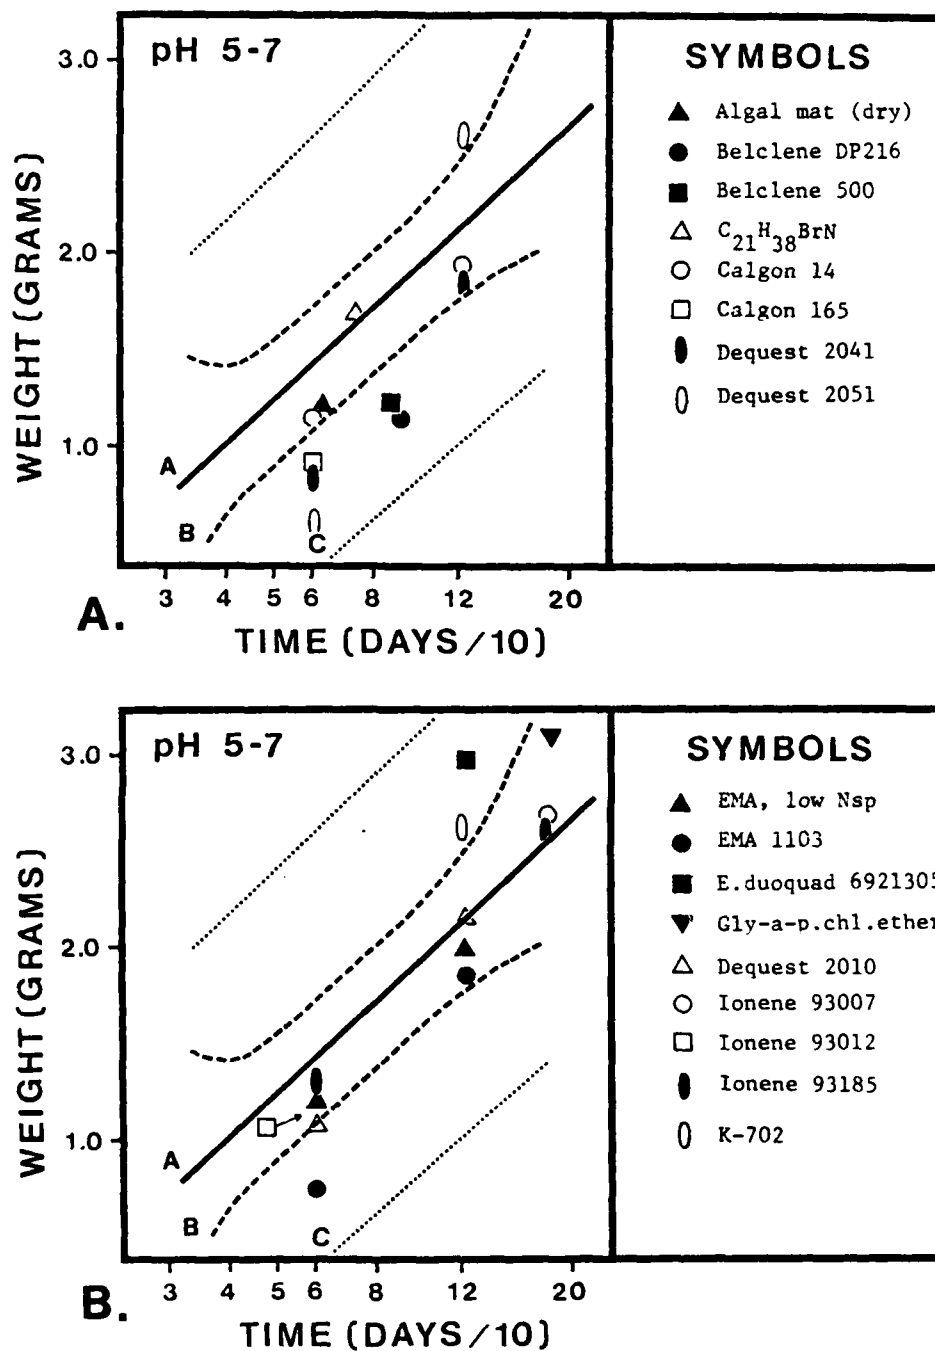 pH 5-7
3.0
2.0
1.0
WEIGHT (GRAMS)
A
B
C
3 4 5 6 8 12 20
A.
TIME (DAYS/10)
SYMBOLS
Algal mat (dry)
Belclene DP216
Belclene 500
C21H38BrN
Calgon 14
Calgon 165
Dequest 2041
Dequest 2051
pH 5-7
3.0
2.0
1.0
WEIGHT (GRAMS)
A
B
C
3 4 5 6 8 12 20
B.
TIME (DAYS/10)
SYMBOLS
EMA, low Nsp
EMA 1103
E.duoquad 6921305
Gly-a-p.chl.ether
Dequest 2010
Ionene 93007
Ionene 93012
Ionene 93185
K-702